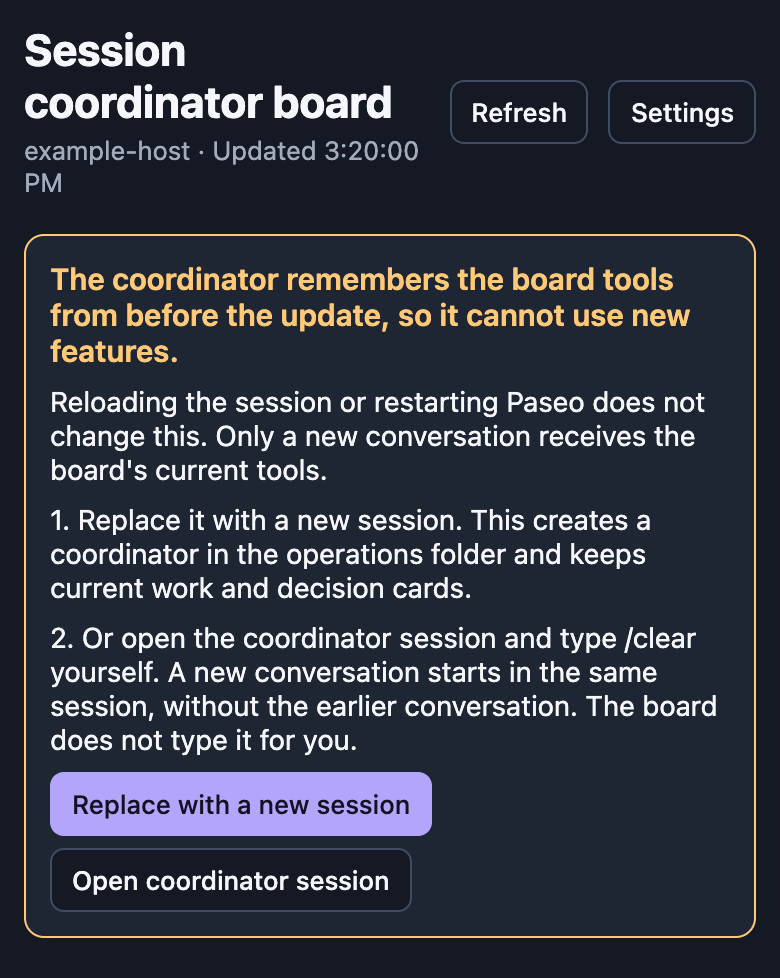 Session
coordinator board
Refresh
Settings
example-host · Updated 3:20:00
PM
The coordinator remembers the board tools
from before the update, so it cannot use new
features.
Reloading the session or restarting Paseo does not
change this. Only a new conversation receives the
board's current tools.
1. Replace it with a new session. This creates a
coordinator in the operations folder and keeps
current work and decision cards.
2. Or open the coordinator session and type /clear
yourself. A new conversation starts in the same
session, without the earlier conversation. The board
does not type it for you.
Replace with a new session
Open coordinator session